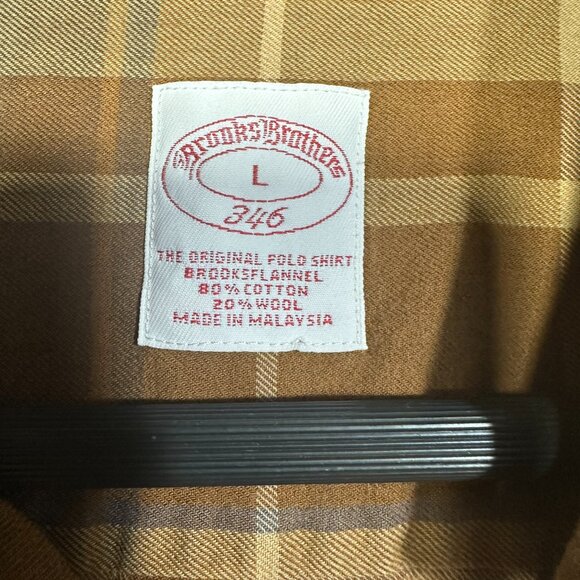 Brooks Brothers
L
346
THE ORIGINAL POLO SHIRT
BROOKSFLANNEL
80% COTTON
20% WOOL
MADE IN MALAYSIA